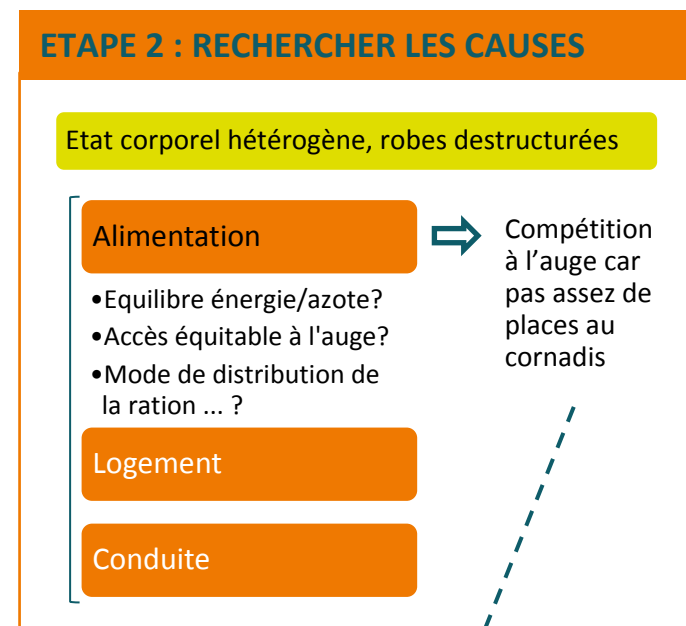 ETAPE 2 : RECHERCHER LES CAUSES
Etat corporel hétérogène, robes destructurées
Alimentation
•Equilibre énergie/azote?
•Accès équitable à l'auge?
•Mode de distribution de
la ration ... ?
Compétition
à l’auge car
pas assez de
places au
cornadis
Logement
Conduite